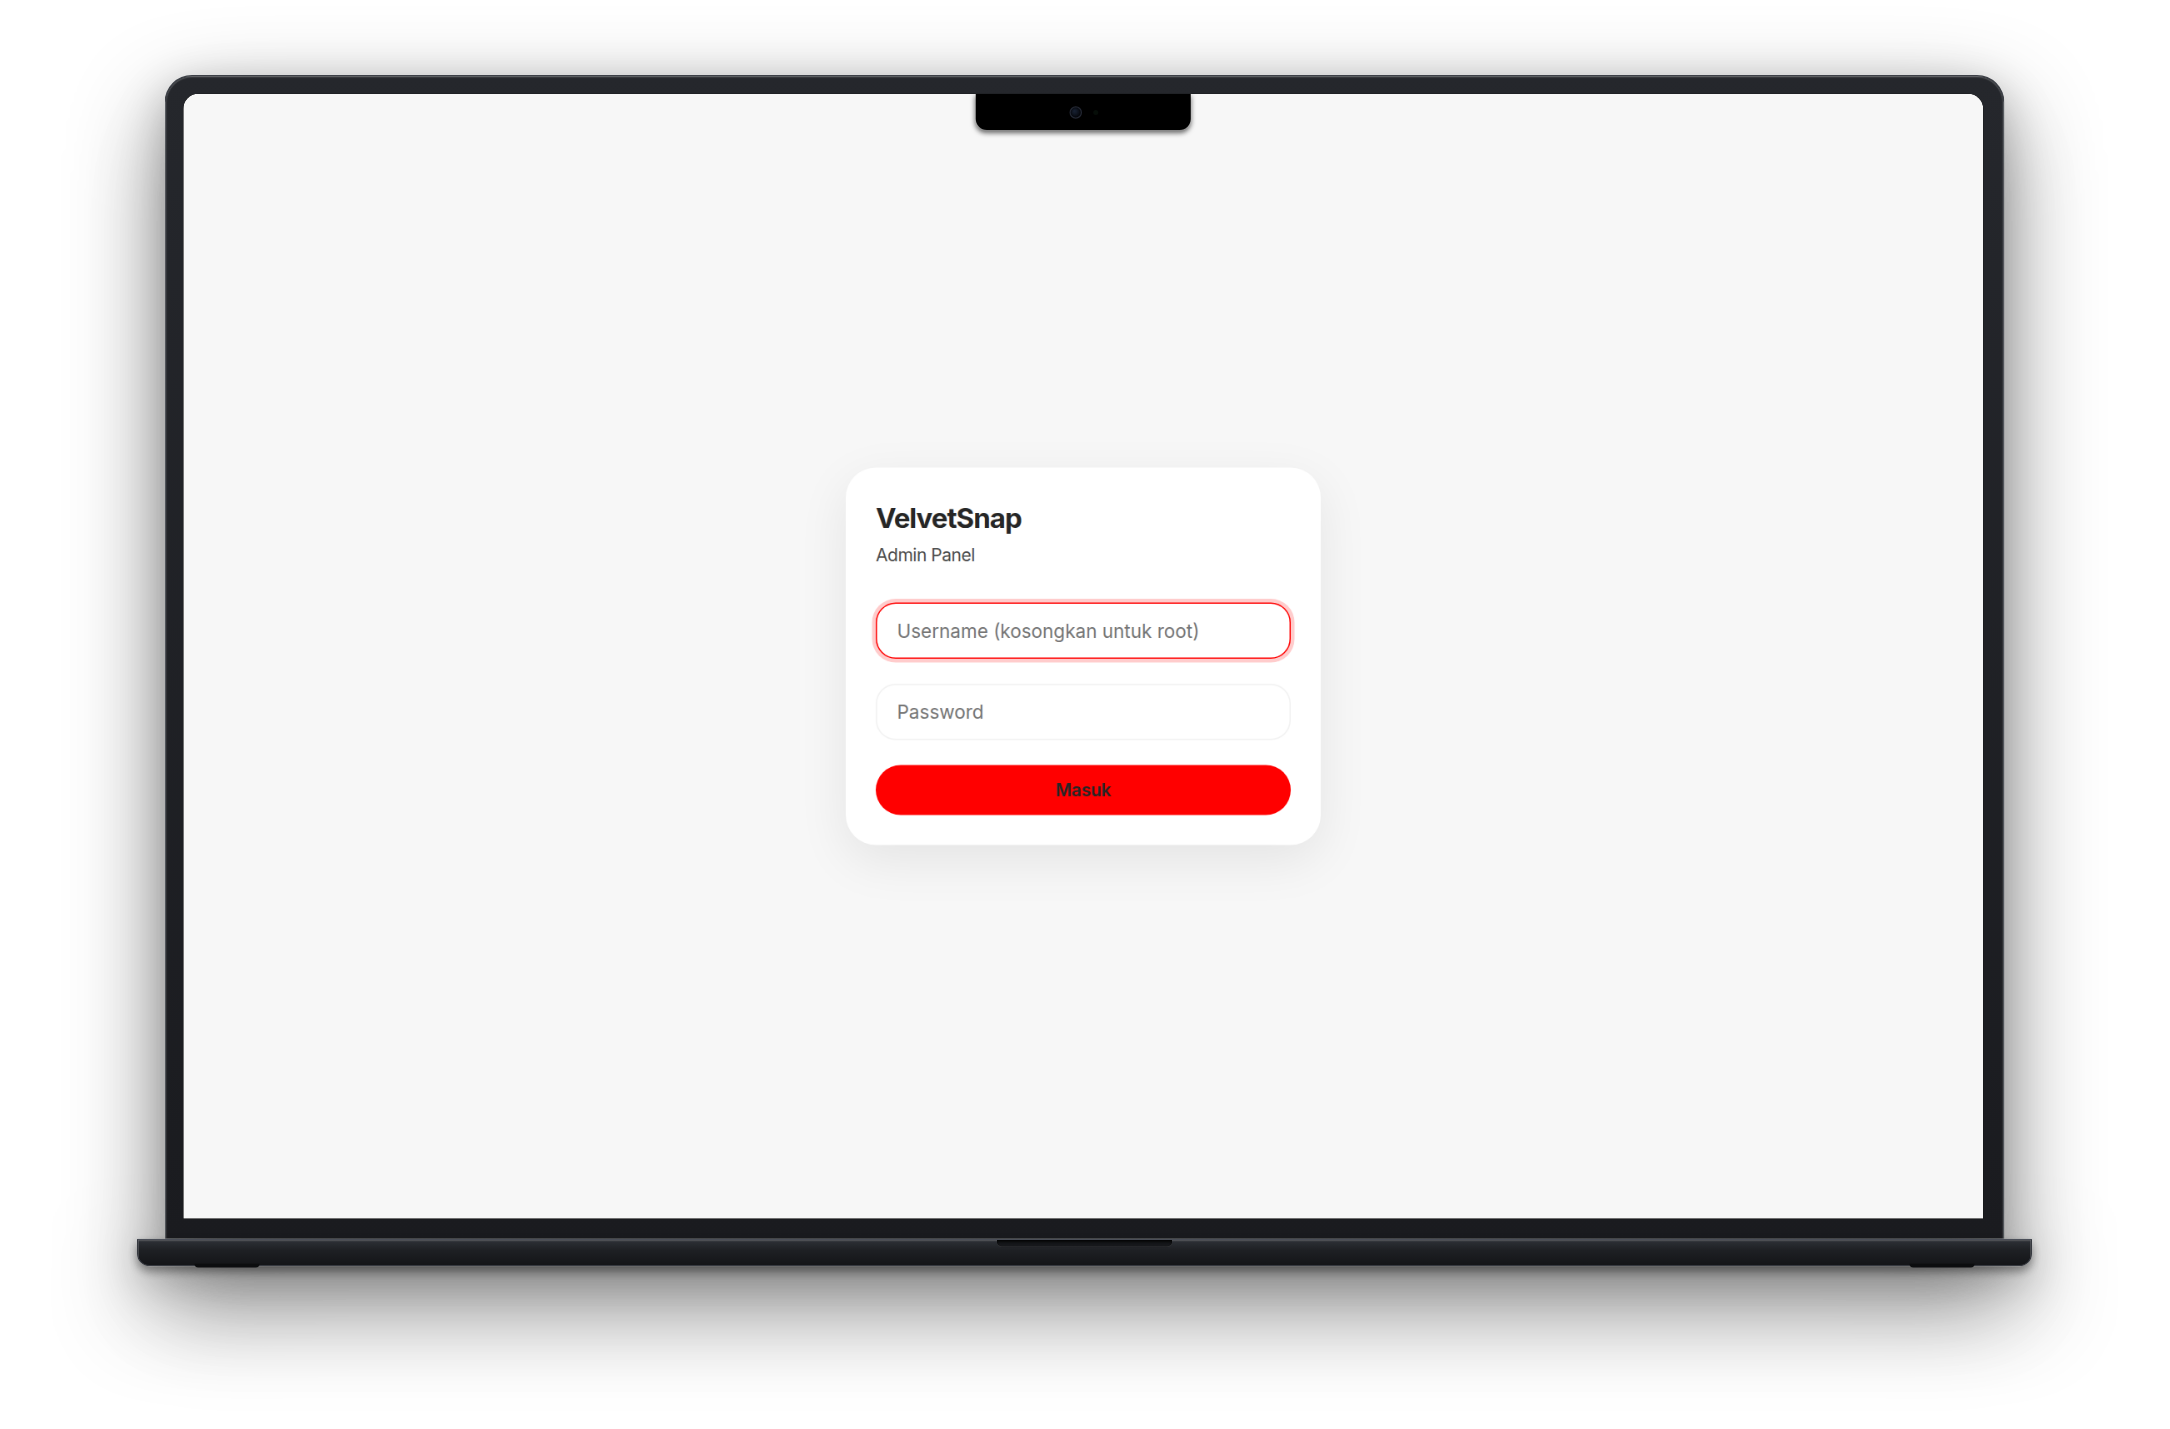 VelvetSnap
Admin Panel
Username (kosongkan untuk root)
Password
Masuk